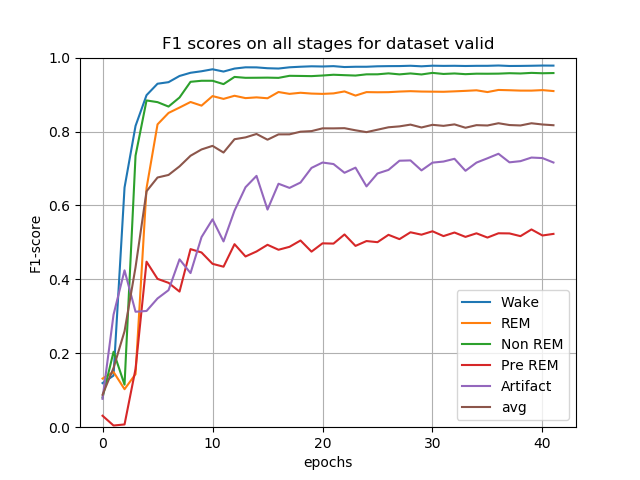 F1 scores on all stages for dataset valid
F1-score
1.0
0.8
0.6
0.4
0.2
0.0
0
10
20
30
40
epochs
Wake
REM
Non REM
Pre REM
Artifact
avg